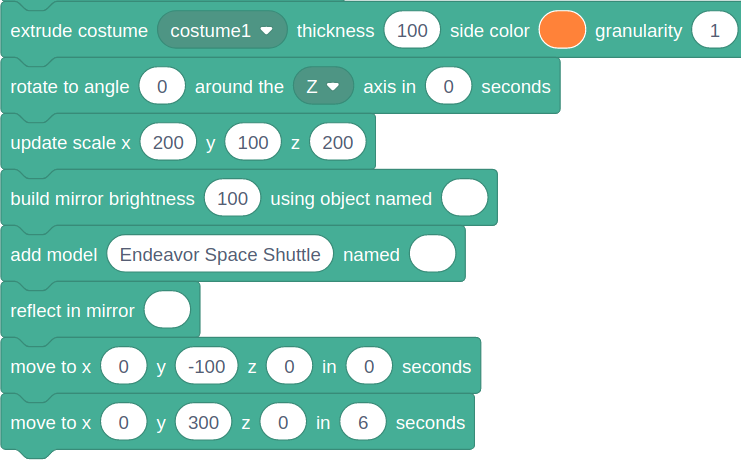 extrude costume costume1 thickness 100 side color granularity 1
rotate to angle 0 around the Z axis in 0 seconds
update scale x 200 y 100 z 200
build mirror brightness 100 using object named
add model Endeavor Space Shuttle named
reflect in mirror
move to x 0 y -100 z 0 in 0 seconds
move to x 0 y 300 z 0 in 6 seconds